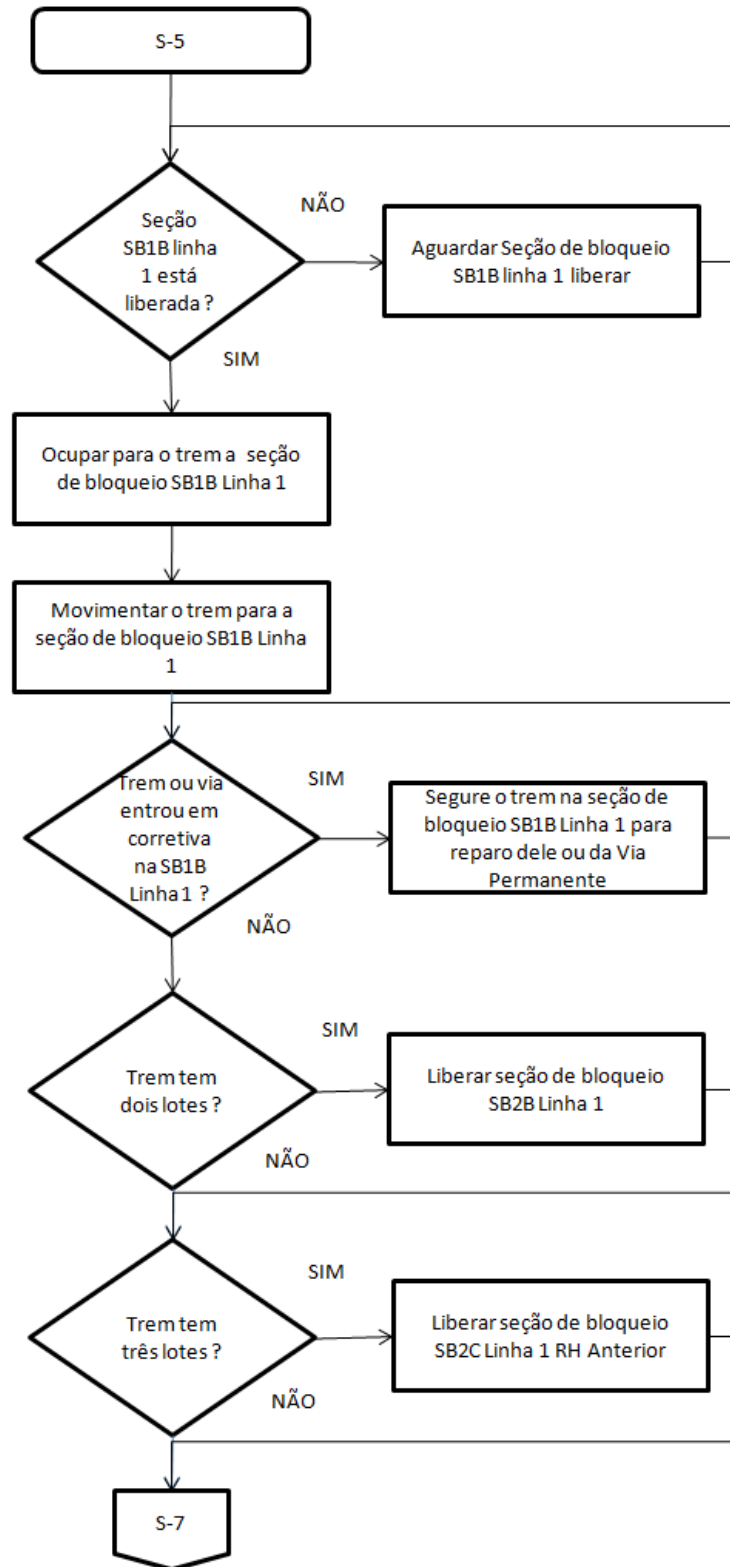 S-5
Seção
SB1B linha
1 está
liberada ?
NÃO
Aguardar Seção de bloqueio
SB1B linha 1 liberar
SIM
Ocupar para o trem a seção
de bloqueio SB1B Linha 1
Movimentar o trem para a
seção de bloqueio SB1B Linha
1
Trem ou via
entrou em
corretiva
na SB1B
Linha 1 ?
SIM
Segure o trem na seção de
bloqueio SB1B Linha 1 para
reparo dele ou da Via
Permanente
NÃO
Trem tem
dois lotes ?
SIM
Liberar seção de bloqueio
SB2B Linha 1
NÃO
Trem tem
três lotes ?
SIM
Liberar seção de bloqueio
SB2C Linha 1 RH Anterior
NÃO
S-7